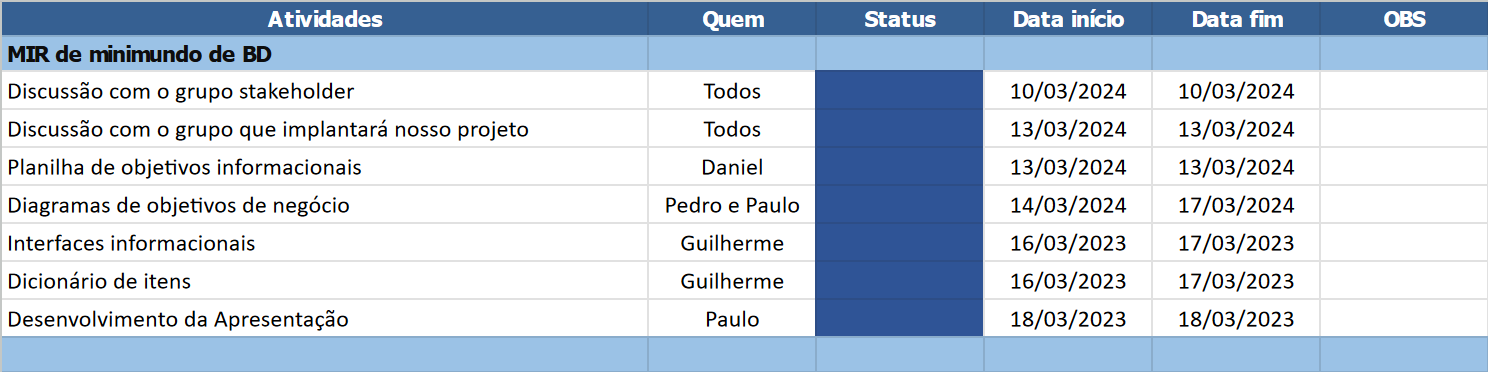 Atividades Quem Status Data início Data fim OBS
MIR de minimundo de BD
Discussão com o grupo stakeholder Todos 10/03/2024 10/03/2024
Discussão com o grupo que implantará nosso projeto Todos 13/03/2024 13/03/2024
Planilha de objetivos informacionais Daniel 13/03/2024 13/03/2024
Diagramas de objetivos de negócio Pedro e Paulo 14/03/2024 17/03/2024
Interfaces informacionais Guilherme 16/03/2023 17/03/2023
Dicionário de itens Guilherme 16/03/2023 17/03/2023
Desenvolvimento da Apresentação Paulo 18/03/2023 18/03/2023